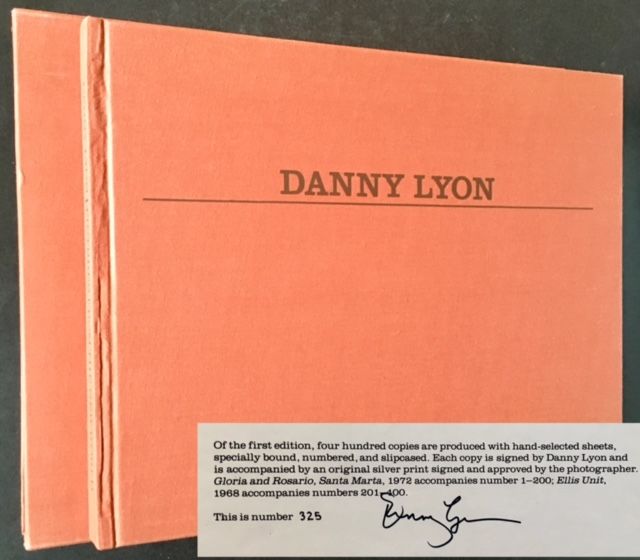 DANNY LYON
Of the first edition, four hundred copies are produced with hand-selected sheets,
specially bound, numbered, and slipcased. Each copy is signed by Danny Lyon and
is accompanied by an original silver print signed and approved by the photographer.
Gloria and Rosario, Santa Marta, 1972 accompanies number 1–200; Ellis Unit,
1968 accompanies numbers 201–400.
This is number 325
Danny Lyon